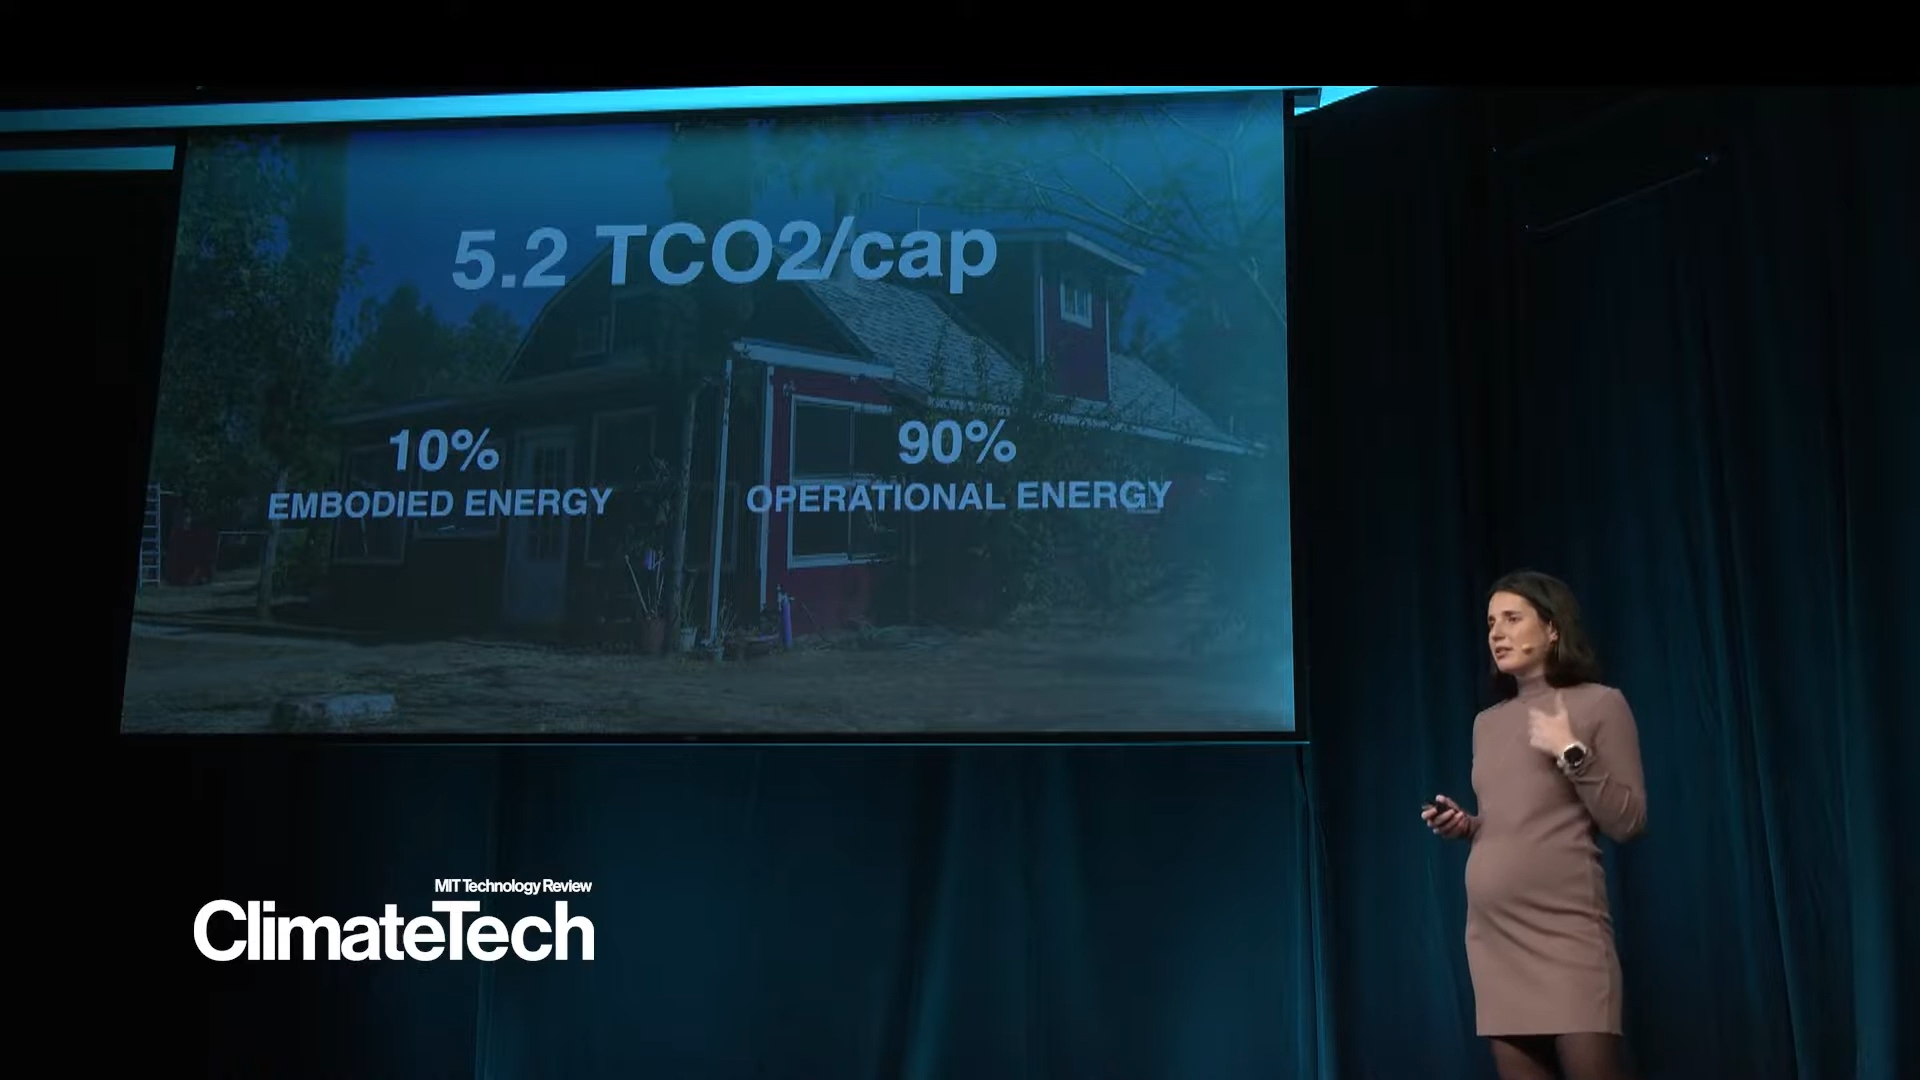 5.2 TCO2/cap
10%
EMBODIED ENERGY
90%
OPERATIONAL ENERGY
MIT Technology Review
ClimateTech